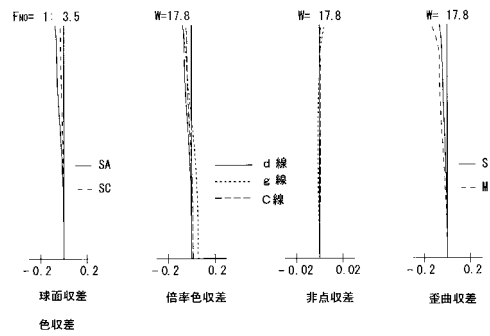 FNO= 1: 3.5
W=17.8
W= 17.8
W= 17.8
SA
SC
d 線
g 線
C線
S
M
-0.2 0.2
-0.2 0.2
-0.02 0.02
-0.2 0.2
球面収差
色収差
倍率色収差
非点収差
歪曲収差